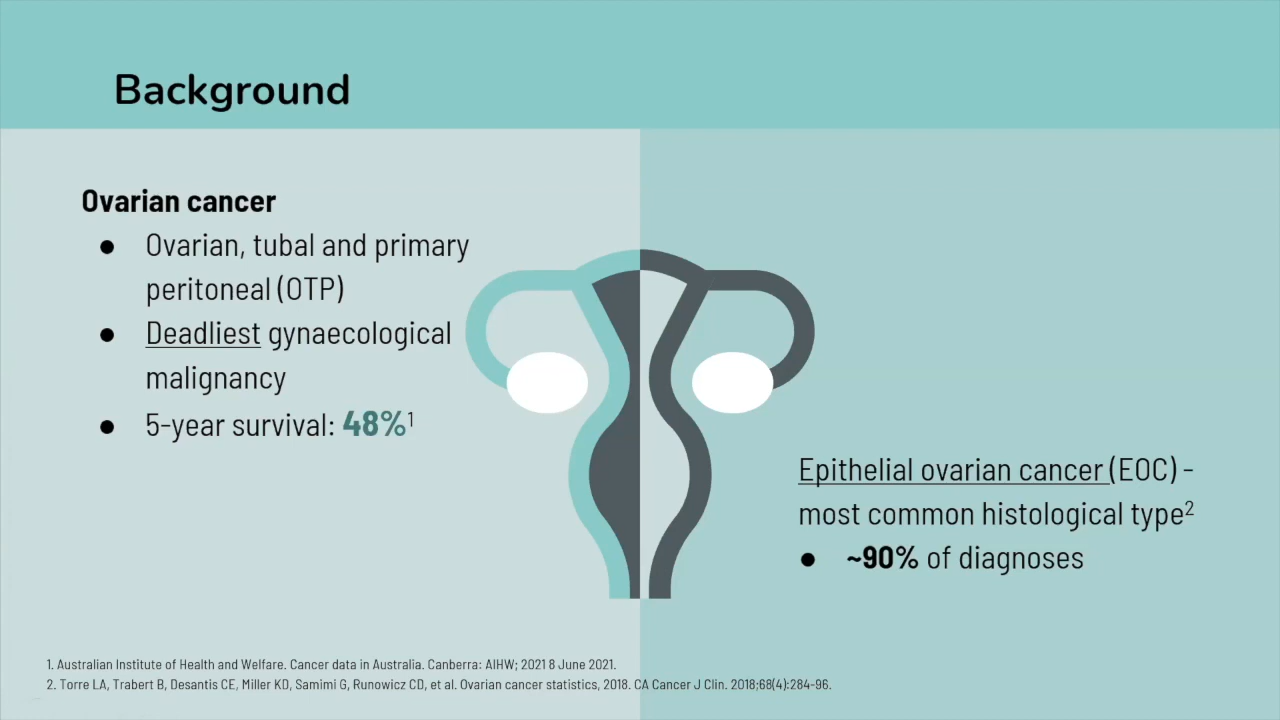 Background
Ovarian cancer
● Ovarian, tubal and primary
peritoneal (OTP)
● Deadliest gynaecological
malignancy
● 5-year survival: 48%¹
Epithelial ovarian cancer (EOC) -
most common histological type²
● ~90% of diagnoses
1. Australian Institute of Health and Welfare. Cancer data in Australia. Canberra: AIHW; 2021 8 June 2021.
2. Torre LA, Trabert B, Desantis CE, Miller KD, Samimi G, Runowicz CD, et al. Ovarian cancer statistics, 2018. CA Cancer J Clin. 2018;68(4):284-96.